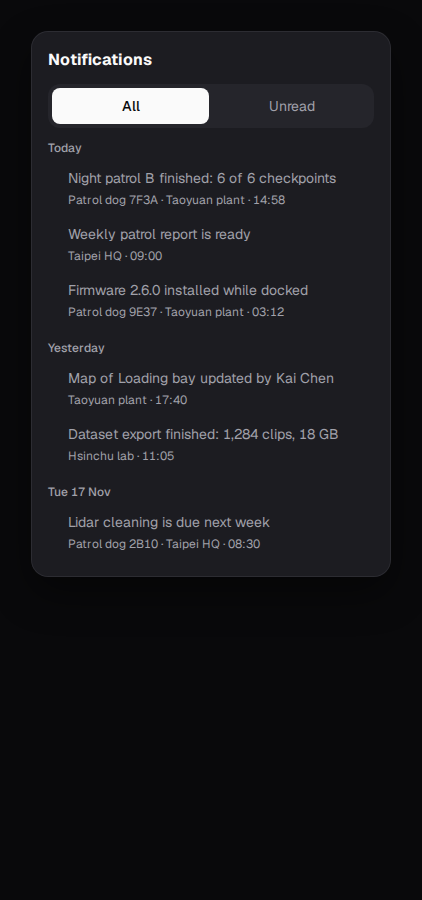 Notifications
All
Unread
Today
Night patrol B finished: 6 of 6 checkpoints
Patrol dog 7F3A · Taoyuan plant · 14:58
Weekly patrol report is ready
Taipei HQ · 09:00
Firmware 2.6.0 installed while docked
Patrol dog 9E37 · Taoyuan plant · 03:12
Yesterday
Map of Loading bay updated by Kai Chen
Taoyuan plant · 17:40
Dataset export finished: 1,284 clips, 18 GB
Hsinchu lab · 11:05
Tue 17 Nov
Lidar cleaning is due next week
Patrol dog 2B10 · Taipei HQ · 08:30